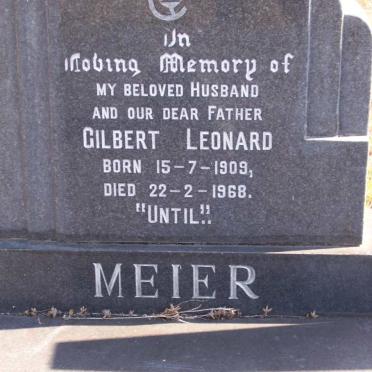 In
Loving Memory of
MY BELOVED HUSBAND
AND OUR DEAR FATHER
GILBERT LEONARD
BORN 15-7-1909,
DIED 22-2-1968.
"UNTIL".
MEIER